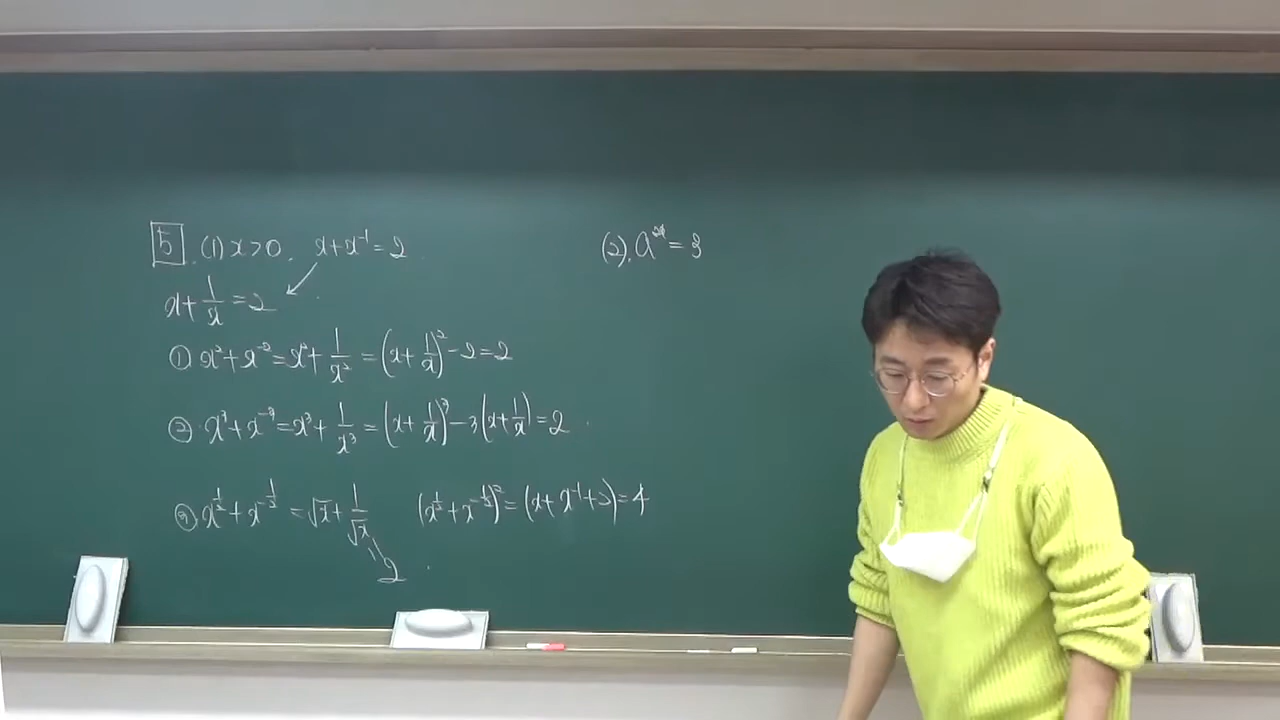 5 (1) x>0. x+x⁻¹=2
x+1/x=2
① x²+x⁻²=x²+1/x²=(x+1/x)²-2=2
② x³+x⁻³=x³+1/x³=(x+1/x)³-3(x+1/x)=2
③ x^(1/2)+x^(-1/2)=√x+1/√x (x^(1/2)+x^(-1/2))²=(x+x⁻¹+2)=4
= 2
(2). a²ˣ=3